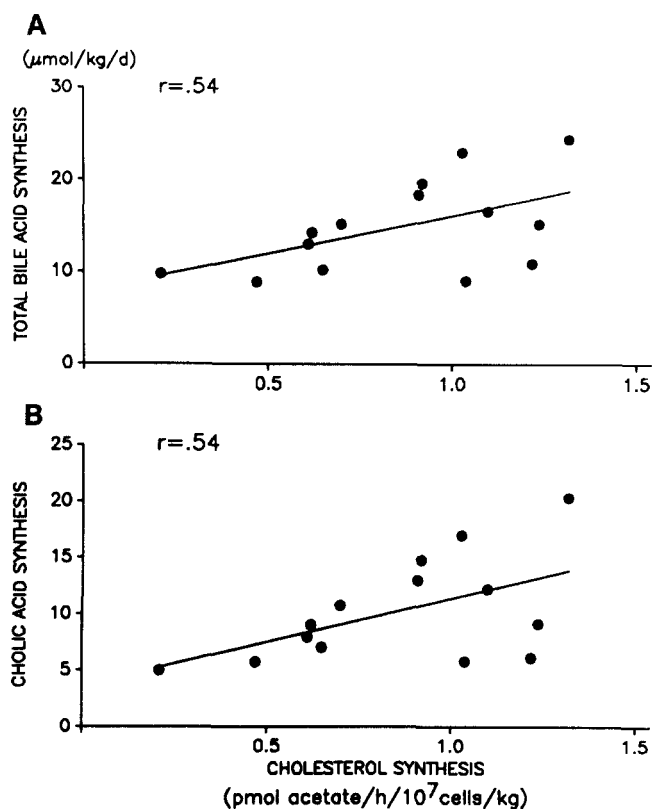 A
(μmol/kg/d)
TOTAL BILE ACID SYNTHESIS
30
20
10
0
r=.54
0.5
1.0
1.5
B
CHOLIC ACID SYNTHESIS
25
20
15
10
5
0
r=.54
0.5
1.0
1.5
CHOLESTEROL SYNTHESIS
(pmol acetate/h/10⁷cells/kg)